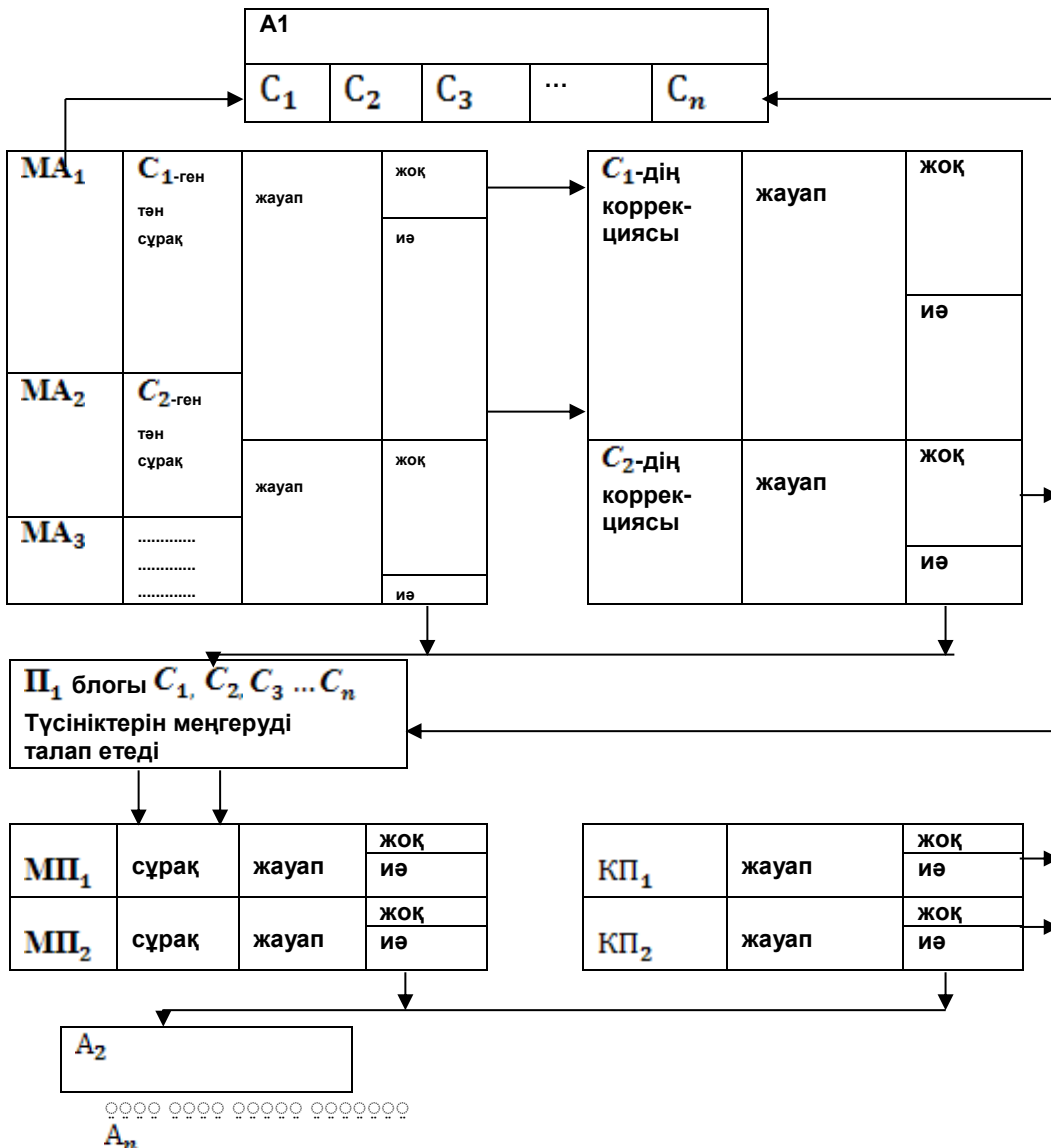 A1
C₁ C₂ C₃ ... Cₙ
МА₁
C₁-ген
тән
сұрақ
жауап
жоқ
иә
C₁-дің
коррек-
циясы
жауап
жоқ
иә
МА₂
C₂-ген
тән
сұрақ
жауап
жоқ
иә
C₂-дің
коррек-
циясы
жауап
жоқ
иә
МА₃
.............
.............
.............
П₁ блогы C₁, C₂, C₃ ... Cₙ
Түсініктерін меңгеруді
талап етеді
МП₁ сұрақ жауап
жоқ
иә
КП₁ жауап
жоқ
иә
МП₂ сұрақ жауап
жоқ
иә
КП₂ жауап
жоқ
иә
A₂
Aₙ